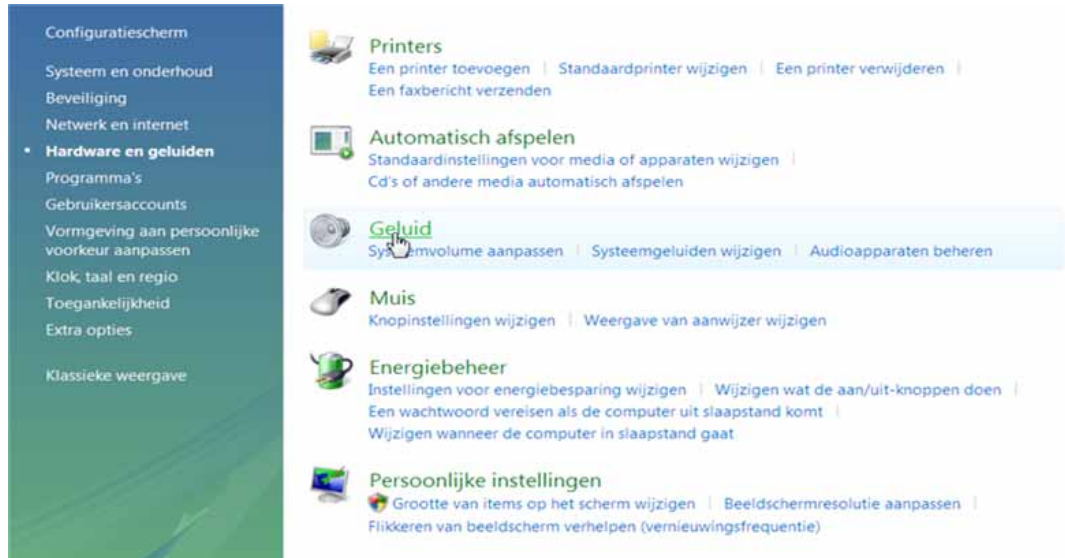 Configuratiescherm
Systeem en onderhoud
Beveiliging
Netwerk en internet
Hardware en geluiden
Programma's
Gebruikersaccounts
Vormgeving aan persoonlijke
voorkeur aanpassen
Klok, taal en regio
Toegankelijkheid
Extra opties
Klassieke weergave
Printers
Een printer toevoegen | Standaardprinter wijzigen | Een printer verwijderen |
Een faxbericht verzenden
Automatisch afspelen
Standaardinstellingen voor media of apparaten wijzigen |
Cd's of andere media automatisch afspelen
Geluid
Systeemvolume aanpassen | Systeemgeluiden wijzigen | Audioapparaten beheren
Muis
Knopinstellingen wijzigen | Weergave van aanwijzer wijzigen
Energiebeheer
Instellingen voor energiebesparing wijzigen | Wijzigen wat de aan/uit-knoppen doen |
Een wachtwoord vereisen als de computer uit slaapstand komt |
Wijzigen wanneer de computer in slaapstand gaat
Persoonlijke instellingen
Grootte van items op het scherm wijzigen | Beeldschermresolutie aanpassen |
Flikkeren van beeldscherm verhelpen (vernieuwingsfrequentie)